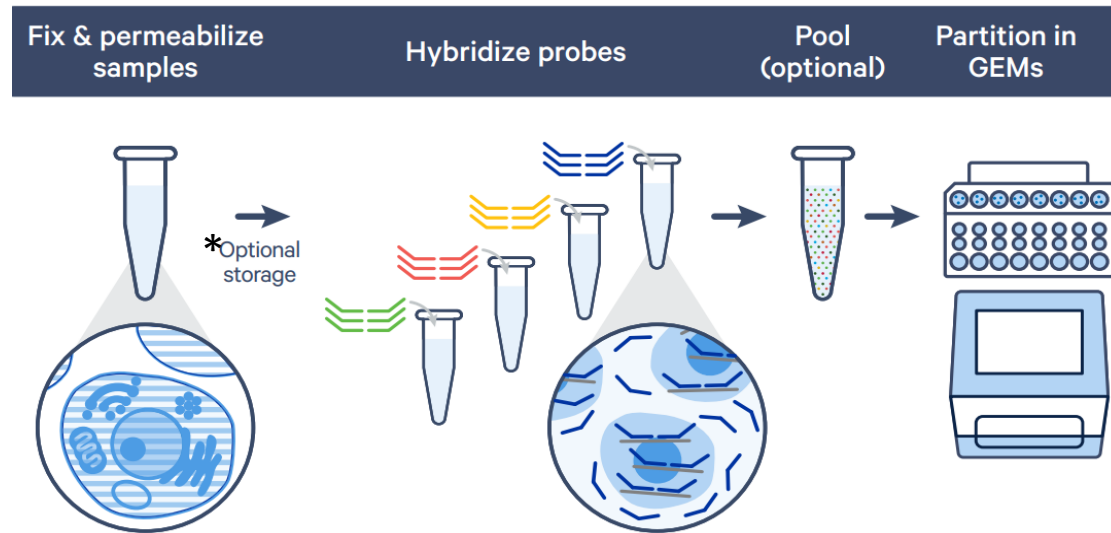 Fix & permeabilize
samples
Hybridize probes
Pool
(optional)
Partition in
GEMs
*Optional
storage